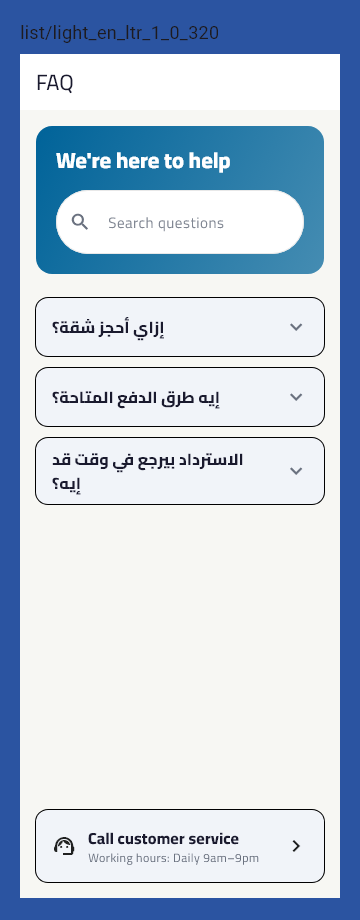 list/light_en_ltr_1_0_320
FAQ
We're here to help
Search questions
إزاي أحجز شقة؟
إيه طرق الدفع المتاحة؟
الاسترداد بيرجع في وقت قد
إيه؟
Call customer service
Working hours: Daily 9am–9pm